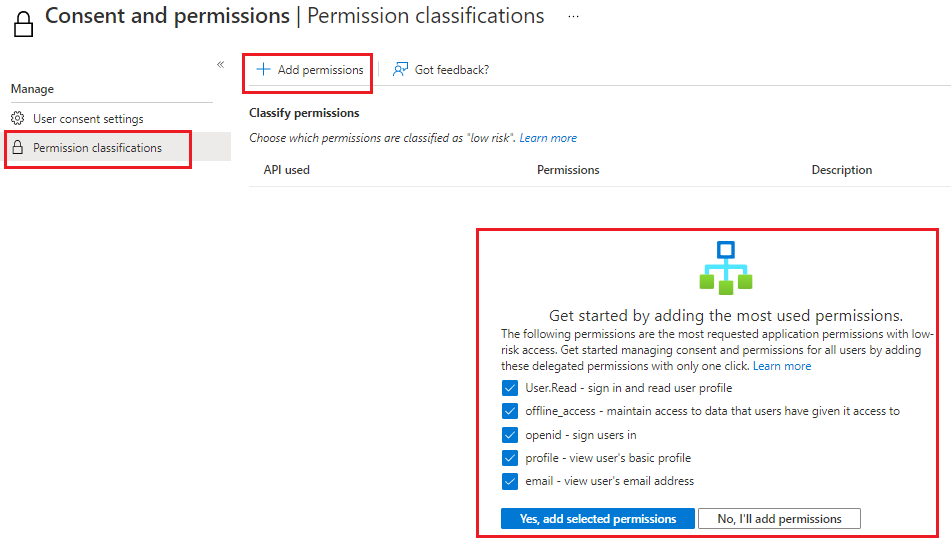 Consent and permissions | Permission classifications ...
«
Manage
User consent settings
Permission classifications
Add permissions
Got feedback?
Classify permissions
Choose which permissions are classified as "low risk". Learn more
API used Permissions Description
Get started by adding the most used permissions.
The following permissions are the most requested application permissions with low-
risk access. Get started managing consent and permissions for all users by adding
these delegated permissions with only one click. Learn more
User.Read - sign in and read user profile
offline_access - maintain access to data that users have given it access to
openid - sign users in
profile - view user's basic profile
email - view user's email address
Yes, add selected permissions
No, I'll add permissions